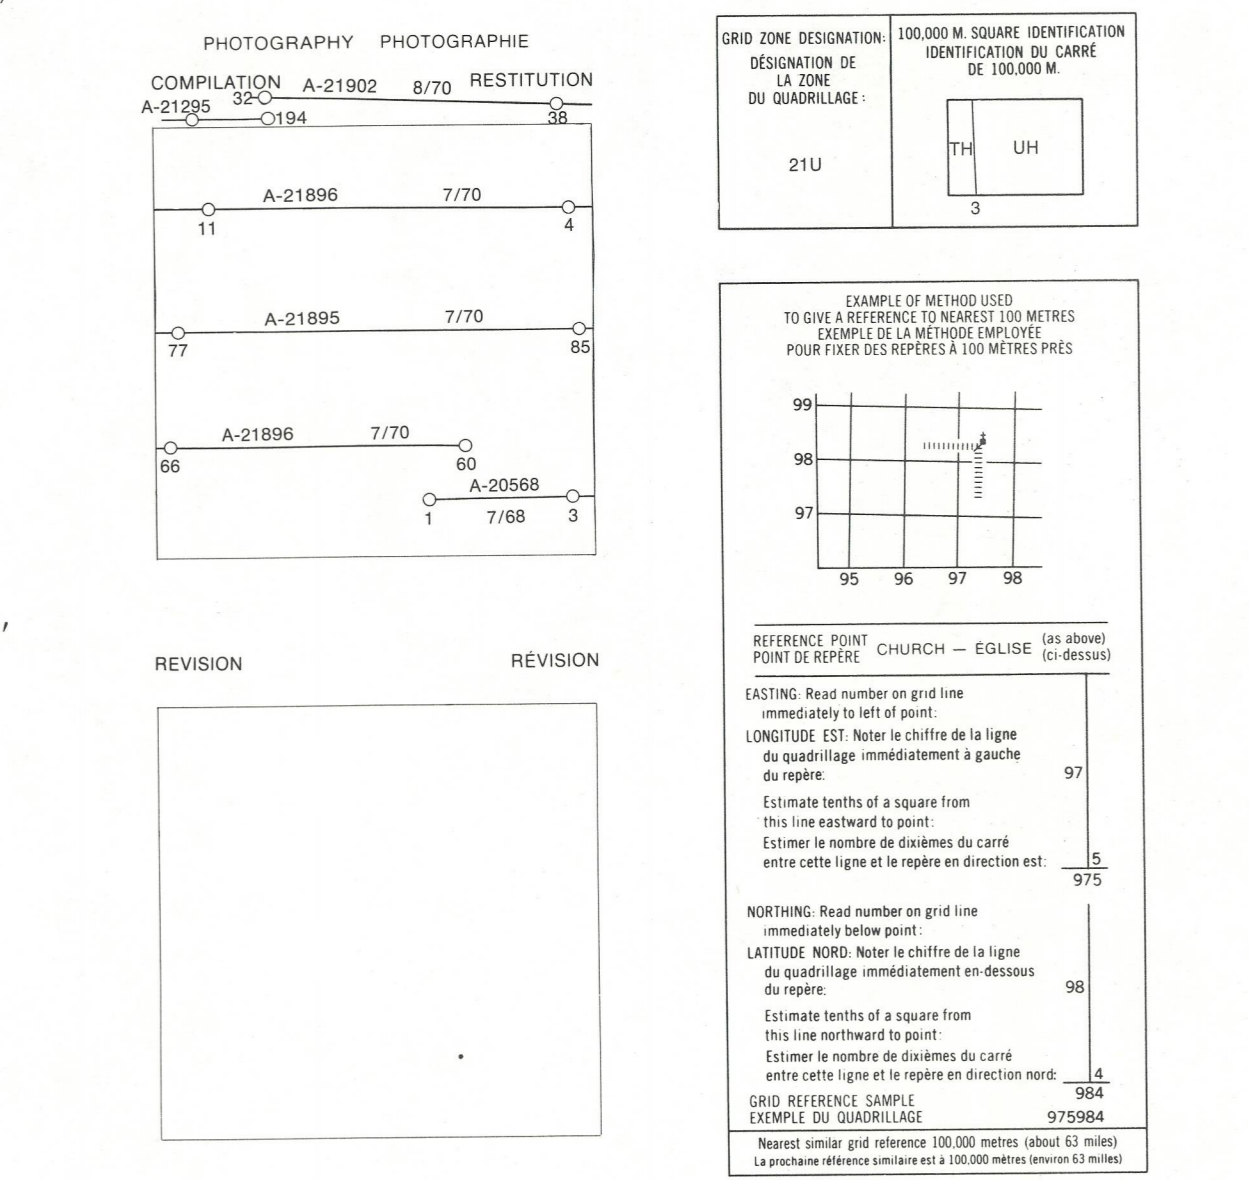 PHOTOGRAPHY PHOTOGRAPHIE
COMPILATION RESTITUTION
A-21902 8/70
32
38
A-21295
194
A-21896 7/70
11 4
A-21895 7/70
77 85
A-21896 7/70
66 60
A-20568
1 7/68 3
REVISION RÉVISION
GRID ZONE DESIGNATION:
DÉSIGNATION DE
LA ZONE
DU QUADRILLAGE:
21U
100,000 M. SQUARE IDENTIFICATION
IDENTIFICATION DU CARRÉ
DE 100,000 M.
TH UH
3
EXAMPLE OF METHOD USED
TO GIVE A REFERENCE TO NEAREST 100 METRES
EXEMPLE DE LA MÉTHODE EMPLOYÉE
POUR FIXER DES REPÈRES À 100 MÈTRES PRÈS
99
98
97
95 96 97 98
REFERENCE POINT
POINT DE REPÈRE
CHURCH — ÉGLISE
(as above)
(ci-dessus)
EASTING: Read number on grid line
immediately to left of point:
LONGITUDE EST: Noter le chiffre de la ligne
du quadrillage immédiatement à gauche
du repère: 97
Estimate tenths of a square from
this line eastward to point:
Estimer le nombre de dixièmes du carré
entre cette ligne et le repère en direction est: 5
975
NORTHING: Read number on grid line
immediately below point:
LATITUDE NORD: Noter le chiffre de la ligne
du quadrillage immédiatement en-dessous
du repère: 98
Estimate tenths of a square from
this line northward to point:
Estimer le nombre de dixièmes du carré
entre cette ligne et le repère en direction nord: 4
984
GRID REFERENCE SAMPLE
EXEMPLE DU QUADRILLAGE 975984
Nearest similar grid reference 100,000 metres (about 63 miles)
La prochaine référence similaire est à 100,000 mètres (environ 63 milles)